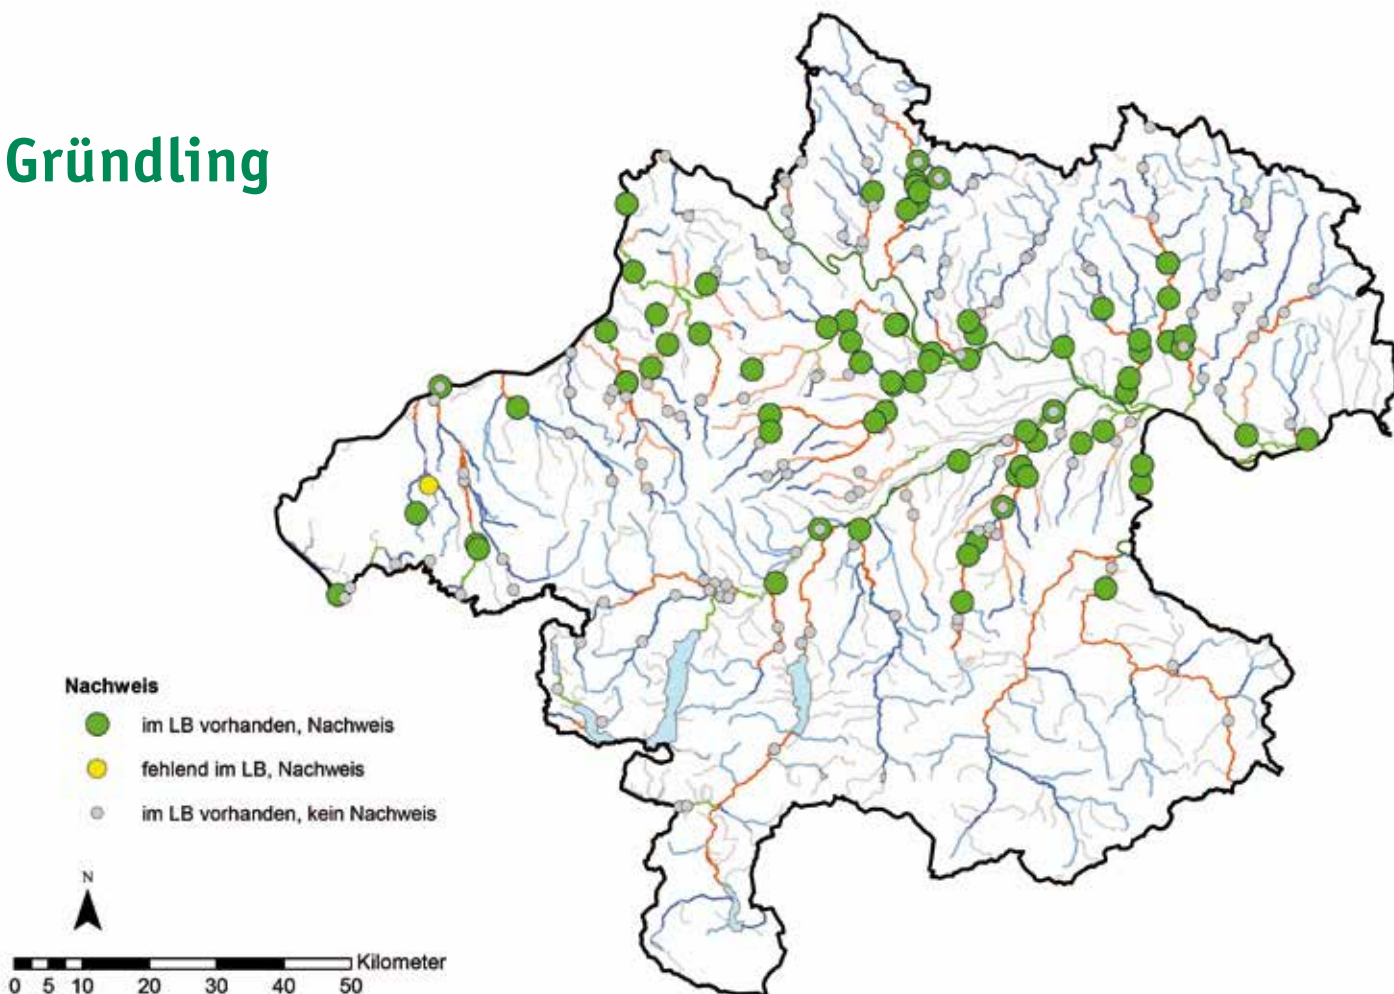 Gründling
Nachweis
im LB vorhanden, Nachweis
fehlend im LB, Nachweis
im LB vorhanden, kein Nachweis
N
Kilometer
0 5 10 20 30 40 50